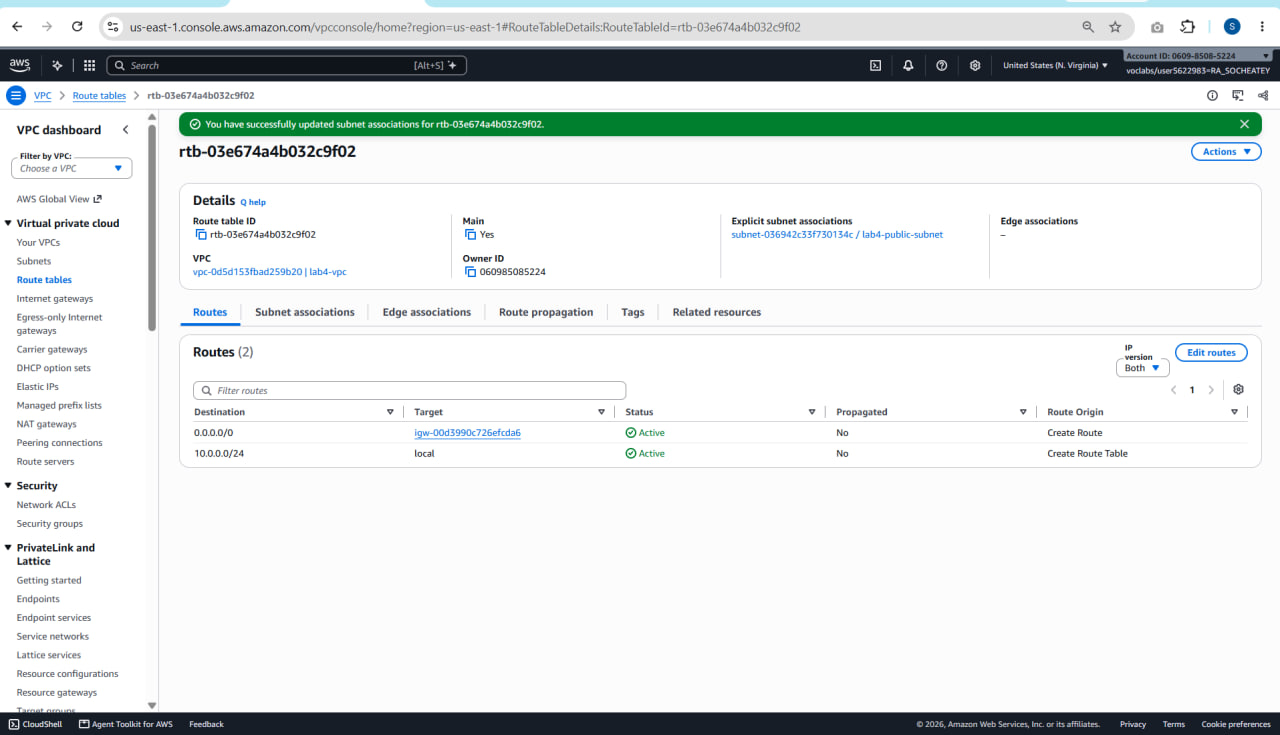 us-east-1.console.aws.amazon.com/vpcconsole/home?region=us-east-1#RouteTableDetails:RouteTableId=rtb-03e674a4b032c9f02
S
aws
Search [Alt+S]
United States (N. Virginia)
Account ID: 0609-8508-5224
voclabs/user5622983=RA_SOCHEATEY
VPC > Route tables > rtb-03e674a4b032c9f02
VPC dashboard
Filter by VPC:
Choose a VPC
AWS Global View
Virtual private cloud
Your VPCs
Subnets
Route tables
Internet gateways
Egress-only Internet
gateways
Carrier gateways
DHCP option sets
Elastic IPs
Managed prefix lists
NAT gateways
Peering connections
Route servers
Security
Network ACLs
Security groups
PrivateLink and
Lattice
Getting started
Endpoints
Endpoint services
Service networks
Lattice services
Resource configurations
Resource gateways
Target groups
You have successfully updated subnet associations for rtb-03e674a4b032c9f02.
rtb-03e674a4b032c9f02
Actions
Details Q help
Route table ID
rtb-03e674a4b032c9f02
Main
Yes
Explicit subnet associations
subnet-036942c33f730134c / lab4-public-subnet
Edge associations
–
VPC
vpc-0d5d153fbad259b20 | lab4-vpc
Owner ID
060985085224
Routes Subnet associations Edge associations Route propagation Tags Related resources
Routes (2)
IP
version
Both
Edit routes
Filter routes
1
Destination Target Status Propagated Route Origin
0.0.0.0/0 igw-00d3990c726efcda6 Active No Create Route
10.0.0.0/24 local Active No Create Route Table
CloudShell Agent Toolkit for AWS Feedback © 2026, Amazon Web Services, Inc. or its affiliates. Privacy Terms Cookie preferences